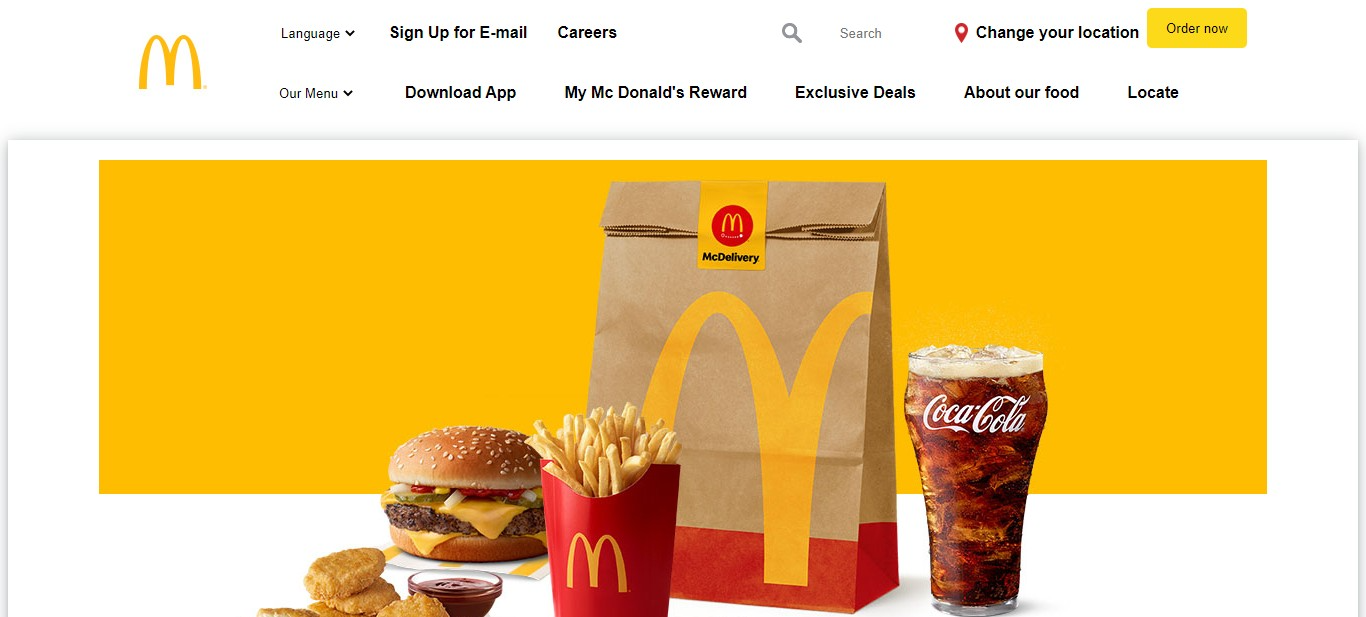 Language
Sign Up for E-mail
Careers
Search
Change your location
Order now
Our Menu
Download App
My Mc Donald's Reward
Exclusive Deals
About our food
Locate
McDelivery
Coca-Cola